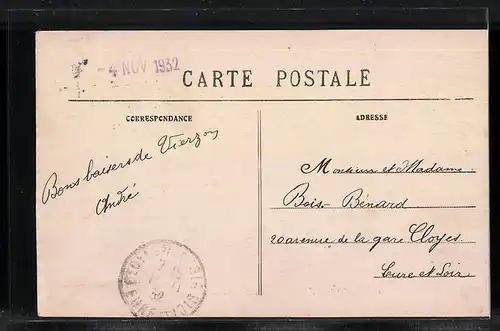 -4 NOV 1932
CARTE POSTALE
CORRESPONDANCE
ADRESSE
Bons baisers de Vierzon
André
Monsieur et Madame
Bois-Bénard
20 avenue de la gare Cloyes
Eure et Loir